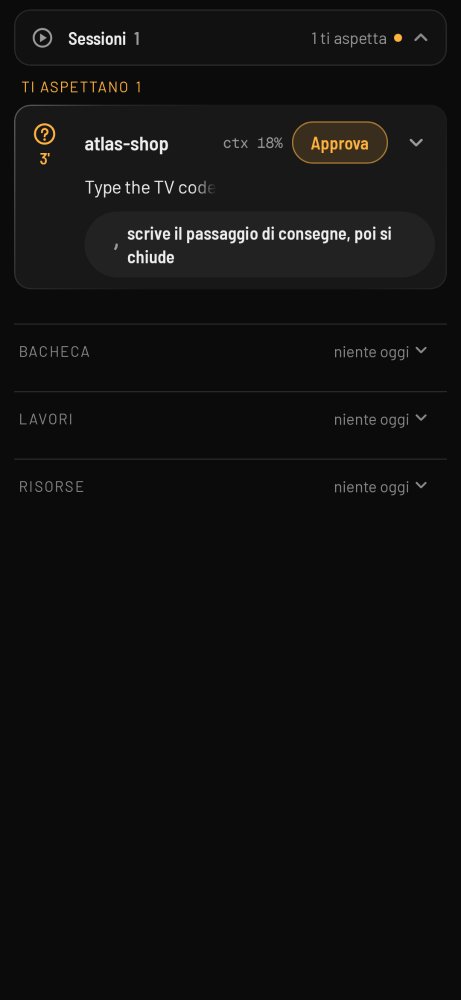 Sessioni 1
1 ti aspetta
TI ASPETTANO 1
3'
atlas-shop
ctx 18%
Approva
Type the TV code
scrive il passaggio di consegne, poi si
chiude
BACHECA
niente oggi
LAVORI
niente oggi
RISORSE
niente oggi